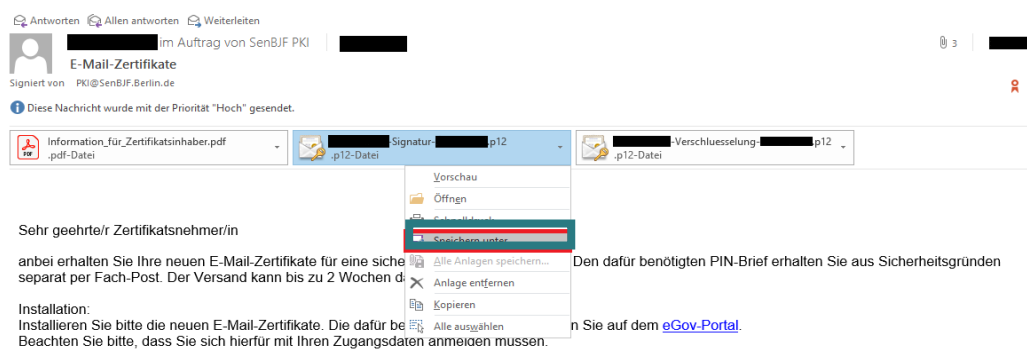 Antworten Allen antworten Weiterleiten
im Auftrag von SenBJF PKI
3
E-Mail-Zertifikate
Signiert von PKI@SenBJF.Berlin.de
Diese Nachricht wurde mit der Priorität "Hoch" gesendet.
Information_für_Zertifikatsinhaber.pdf
.pdf-Datei
-Signatur- .p12
.p12-Datei
-Verschluesselung- .p12
.p12-Datei
Vorschau
Öffnen
Schnelldruck
Speichern unter
Alle Anlagen speichern...
Anlage entfernen
Kopieren
Alle auswählen
Sehr geehrte/r Zertifikatsnehmer/in
anbei erhalten Sie Ihre neuen E-Mail-Zertifikate für eine siche Den dafür benötigten PIN-Brief erhalten Sie aus Sicherheitsgründen
separat per Fach-Post. Der Versand kann bis zu 2 Wochen da
Installation:
Installieren Sie bitte die neuen E-Mail-Zertifikate. Die dafür be n Sie auf dem eGov-Portal.
Beachten Sie bitte, dass Sie sich hierfür mit Ihren Zugangsdaten anmelden müssen.